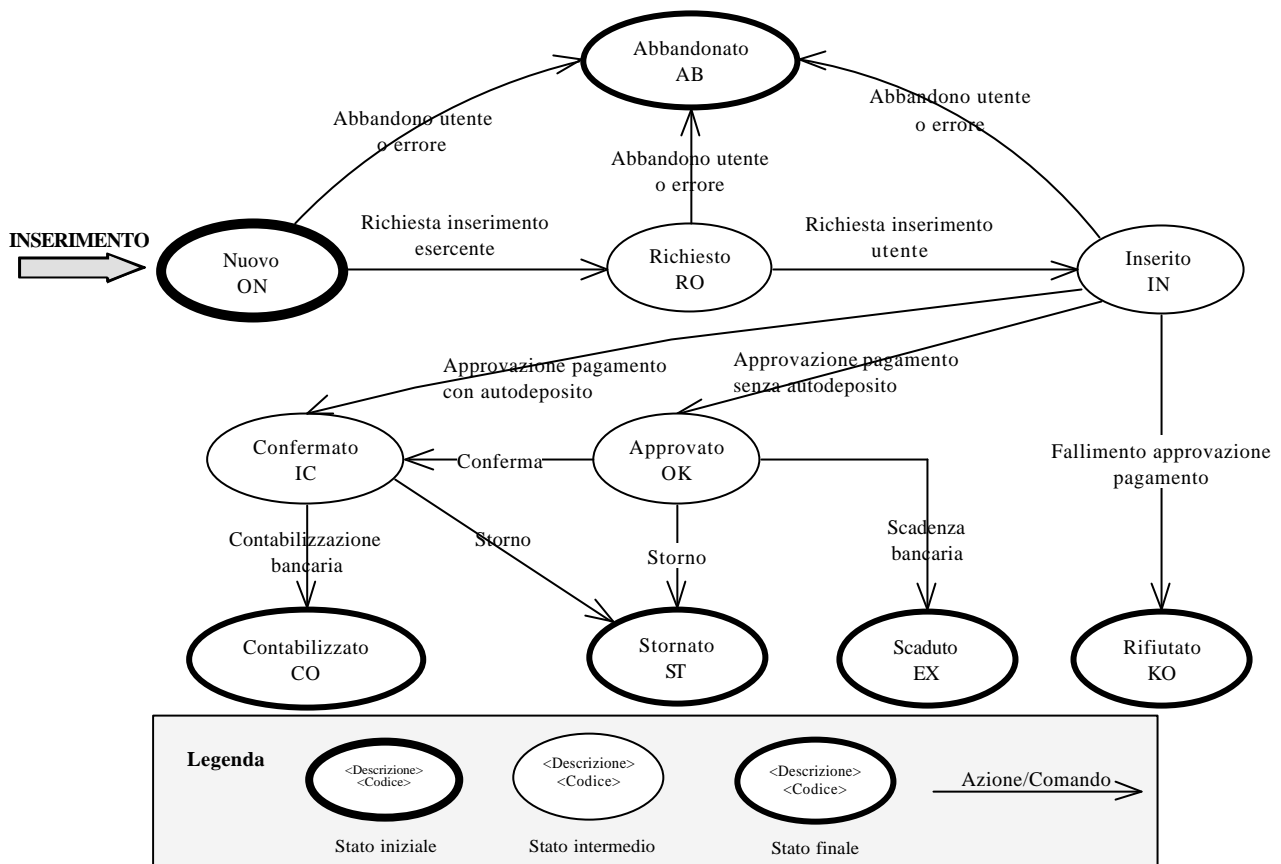 Abbandonato
AB
Abbandono utente
o errore
Abbandono utente
o errore
Abbandono utente
o errore
INSERIMENTO
Nuovo
ON
Richiesta inserimento
esercente
Richiesto
RO
Richiesta inserimento
utente
Inserito
IN
Approvazione pagamento
con autodeposito
Approvazione pagamento
senza autodeposito
Confermato
IC
Conferma
Approvato
OK
Fallimento approvazione
pagamento
Contabilizzazione
bancaria
Storno
Storno
Scadenza
bancaria
Contabilizzato
CO
Stornato
ST
Scaduto
EX
Rifiutato
KO
Legenda
<Descrizione>
<Codice>
<Descrizione>
<Codice>
<Descrizione>
<Codice>
Azione/Comando
Stato iniziale
Stato intermedio
Stato finale